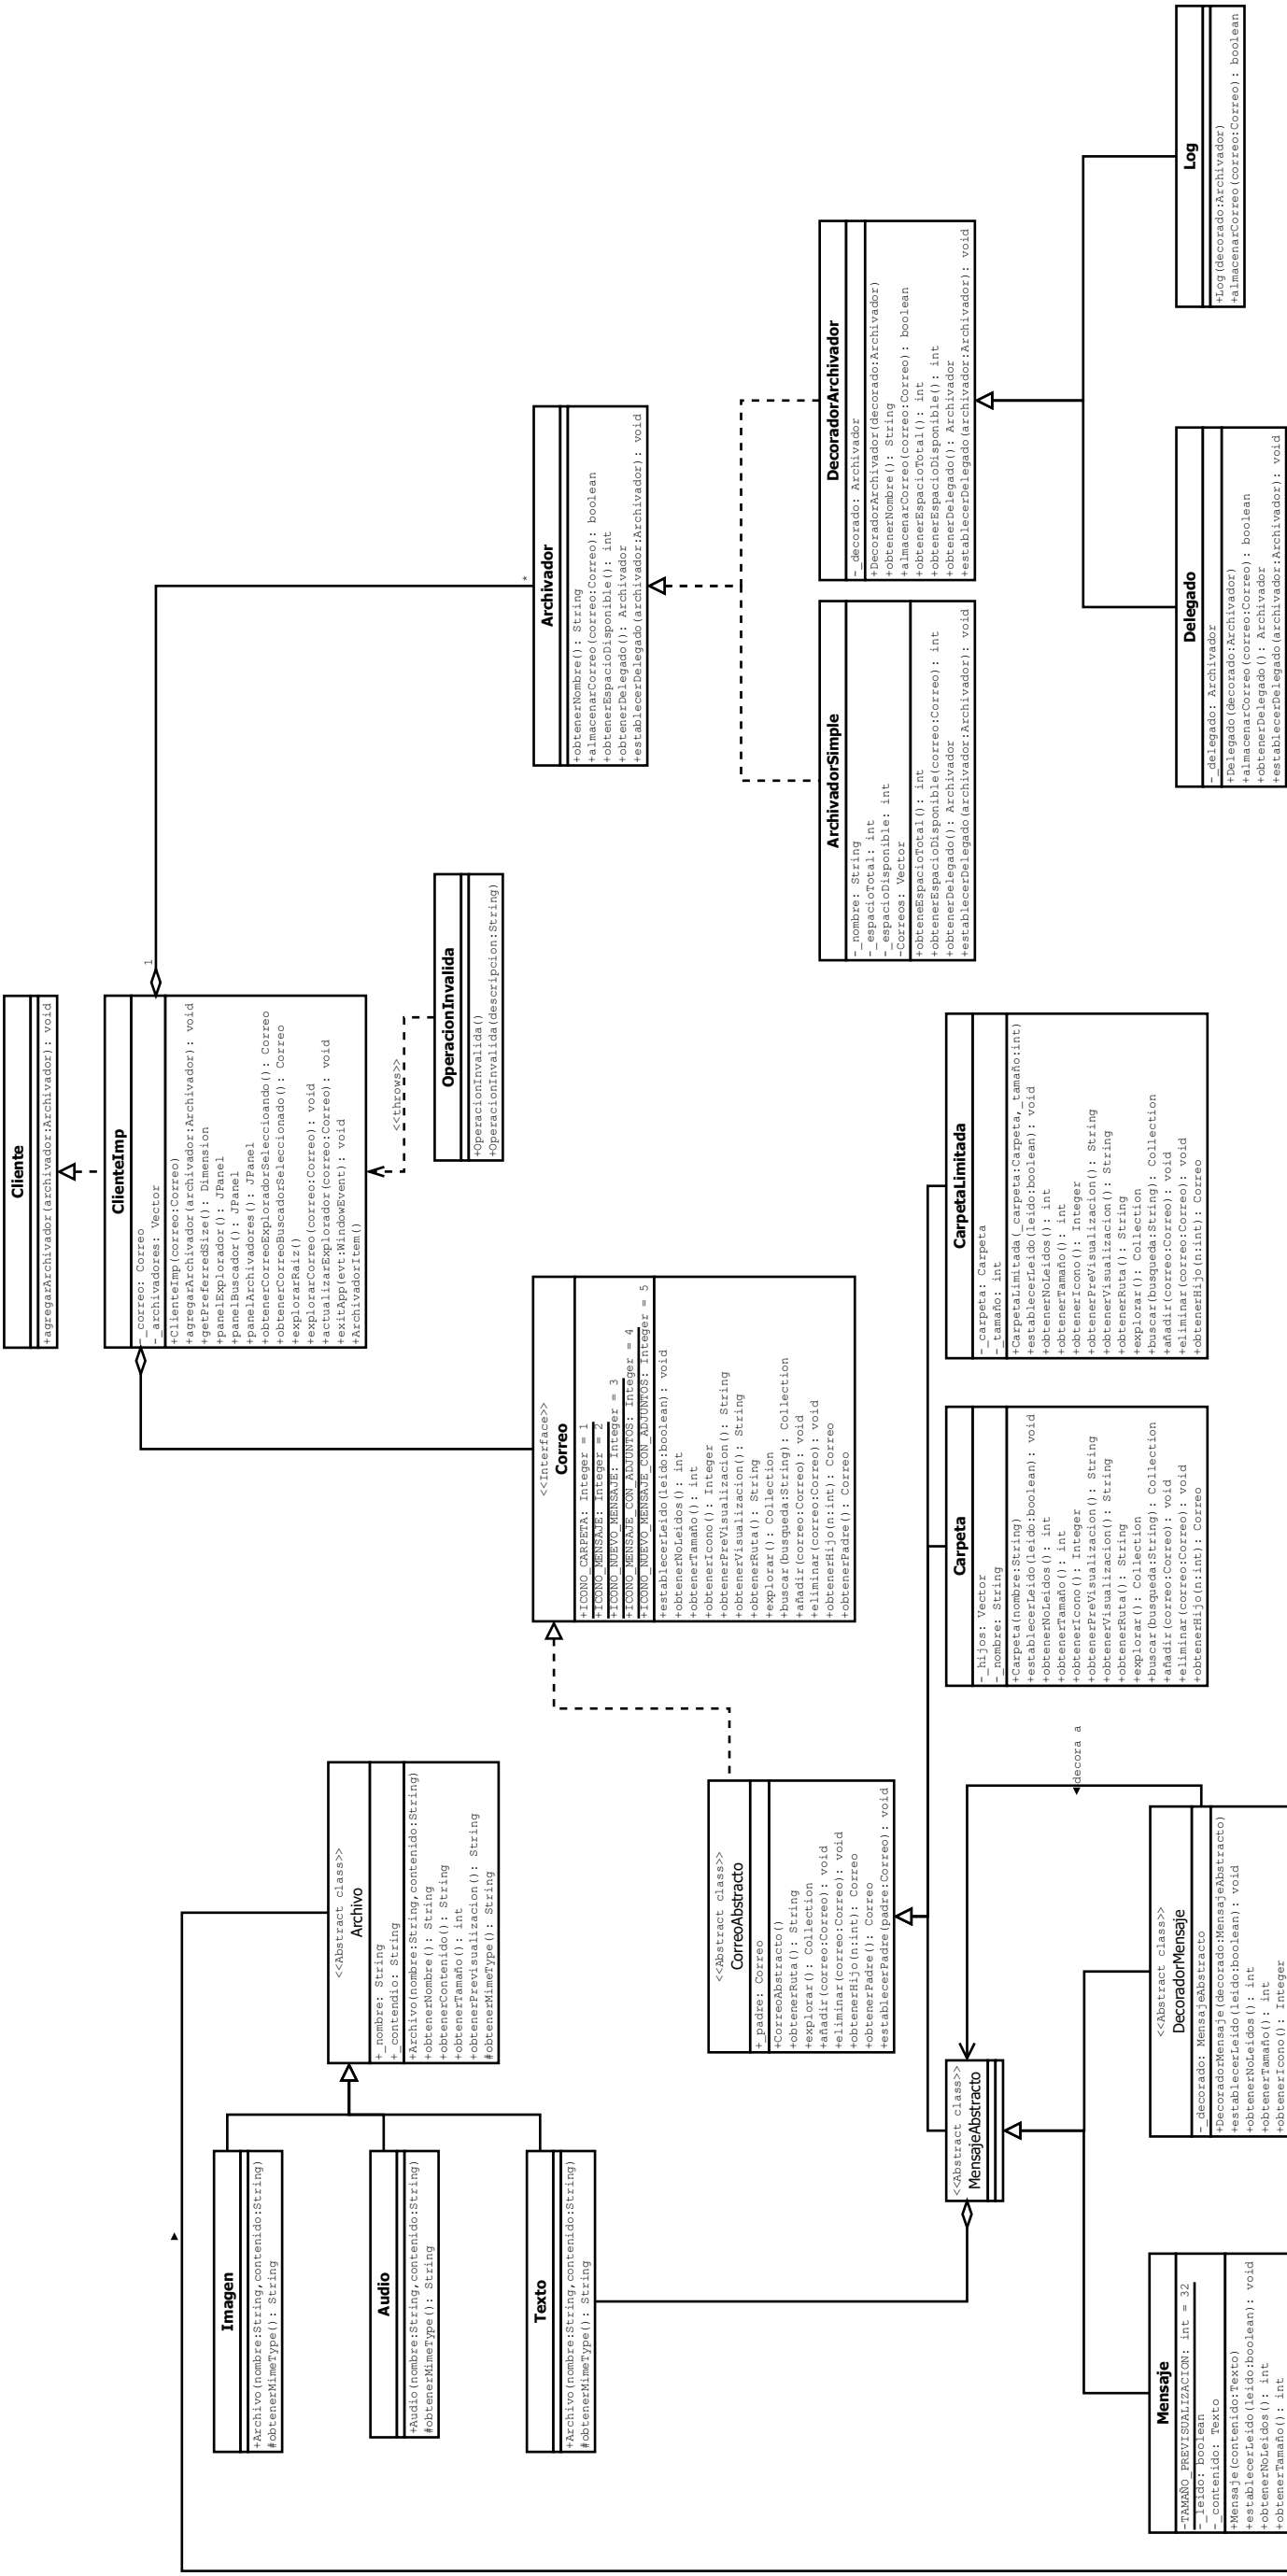 Cliente
+agregarArchivador(archivador:Archivador): void
ClienteImp
-_correo: Correo
-_archivadores: Vector
+ClienteImp(correo:Correo)
+agregarArchivador(archivador:Archivador): void
+getPreferredSize(): Dimension
+panelExplorador(): JPanel
+panelBuscador(): JPanel
+panelArchivadores(): JPanel
+obtenerCorreoExploradorSeleccioando(): Correo
+obtenerCorreoBuscadorSeleccionado(): Correo
+explorarRaiz()
+explorarCorreo(correo:Correo): void
+actualizarExplorador(correo:Correo): void
+exitApp(evt:WindowEvent): void
+ArchivadorItem()
1
*
<<throws>>
OperacionInvalida
+OperacionInvalida()
+OperacionInvalida(descripcion:String)
Imagen
+Archivo(nombre:String,contenido:String)
#obtenerMimeType(): String
Audio
+Audio(nombre:String,contenido:String)
#obtenerMimeType(): String
Texto
+Archivo(nombre:String,contenido:String)
#obtenerMimeType(): String
<<Abstract class>>
Archivo
+_nombre: String
+_contendio: String
+Archivo(nombre:String,contenido:String)
+obtenerNombre(): String
+obtenerContenido(): String
+obtenerTamaño(): int
+obtenerPrevisualizacion(): String
#obtenerMimeType(): String
<<Interface>>
Correo
+ICONO_CARPETA: Integer = 1
+ICONO_MENSAJE: Integer = 2
+ICONO_NUEVO_MENSAJE: Integer = 3
+ICONO_MENSAJE_CON_ADJUNTOS: Integer = 4
+ICONO_NUEVO_MENSAJE_CON_ADJUNTOS: Integer = 5
+establecerLeido(leido:boolean): void
+obtenerNoLeidos(): int
+obtenerTamaño(): int
+obtenerIcono(): Integer
+obtenerPreVisualizacion(): String
+obtenerVisualizacion(): String
+obtenerRuta(): String
+explorar(): Collection
+buscar(busqueda:String): Collection
+añadir(correo:Correo): void
+eliminar(correo:Correo): void
+obtenerHijo(n:int): Correo
+obtenerPadre(): Correo
Archivador
+obtenerNombre(): String
+almacenarCorreo(correo:Correo): boolean
+obtenerEspacioDisponible(): int
+obtenerDelegado(): Archivador
+establecerDelegado(archivador:Archivador): void
<<Abstract class>>
CorreoAbstracto
+_padre: Correo
+CorreoAbstracto()
+obtenerRuta(): String
+explorar(): Collection
+añadir(correo:Correo): void
+eliminar(correo:Correo): void
+obtenerHijo(n:int): Correo
+obtenerPadre(): Correo
+establecerPadre(padre:Correo): void
ArchivadorSimple
-_nombre: String
-_espacioTotal: int
-_espacioDisponible: int
-Correos: Vector
+obteneEspacioTotal(): int
+obtenerEspacioDisponible(correo:Correo): int
+obtenerDelegado(): Archivador
+establecerDelegado(archivador:Archivador): void
DecoradorArchivador
-_decorado: Archivador
+DecoradorArchivador(decorado:Archivador)
+obtenerNombre(): String
+almacenarCorreo(correo:Correo): boolean
+obtenerEspacioTotal(): int
+obtenerEspacioDisponible(): int
+obtenerDelegado(): Archivador
+establecerDelegado(archivador:Archivador): void
<<Abstract class>>
MensajeAbstracto
decora a
Carpeta
-_hijos: Vector
-_nombre: String
+Carpeta(nombre:String)
+establecerLeido(leido:boolean): void
+obtenerNoLeidos(): int
+obtenerTamaño(): int
+obtenerIcono(): Integer
+obtenerPreVisualizacion(): String
+obtenerVisualizacion(): String
+obtenerRuta(): String
+explorar(): Collection
+buscar(busqueda:String): Collection
+añadir(correo:Correo): void
+eliminar(correo:Correo): void
+obtenerHijo(n:int): Correo
CarpetaLimitada
-_carpeta: Carpeta
-_tamaño: int
+CarpetaLimitada(_carpeta:Carpeta,_tamaño:int)
+establecerLeido(leido:boolean): void
+obtenerNoLeidos(): int
+obtenerTamaño(): int
+obtenerIcono(): Integer
+obtenerPreVisualizacion(): String
+obtenerVisualizacion(): String
+obtenerRuta(): String
+explorar(): Collection
+buscar(busqueda:String): Collection
+añadir(correo:Correo): void
+eliminar(correo:Correo): void
+obtenerHijo(n:int): Correo
Mensaje
-TAMAÑO_PREVISUALIZACION: int = 32
-_leido: boolean
-_contenido: Texto
+Mensaje(contenido:Texto)
+establecerLeido(leido:boolean): void
+obtenerNoLeidos(): int
+obtenerTamaño(): int
<<Abstract class>>
DecoradorMensaje
-_decorado: MensajeAbstracto
+DecoradorMensaje(decorado:MensajeAbstracto)
+establecerLeido(leido:boolean): void
+obtenerNoLeidos(): int
+obtenerTamaño(): int
+obtenerIcono(): Integer
Delegado
-_delegado: Archivador
+Delegado(decorado:Archivador)
+almacenarCorreo(correo:Correo): boolean
+obtenerDelegado(): Archivador
+establecerDelegado(archivador:Archivador): void
Log
+Log(decorado:Archivador)
+almacenarCorreo(correo:Correo): boolean